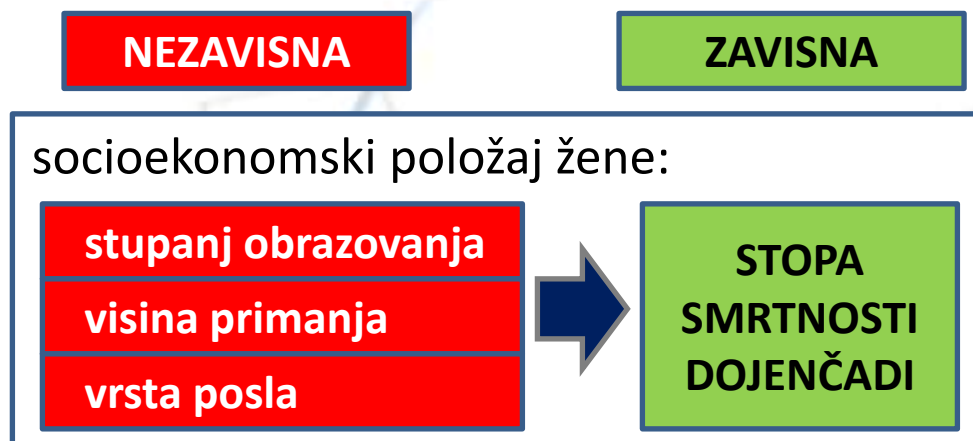 NEZAVISNA
ZAVISNA
socioekonomski položaj žene:
stupanj obrazovanja
visina primanja
vrsta posla
STOPA
SMRTNOSTI
DOJENČADI